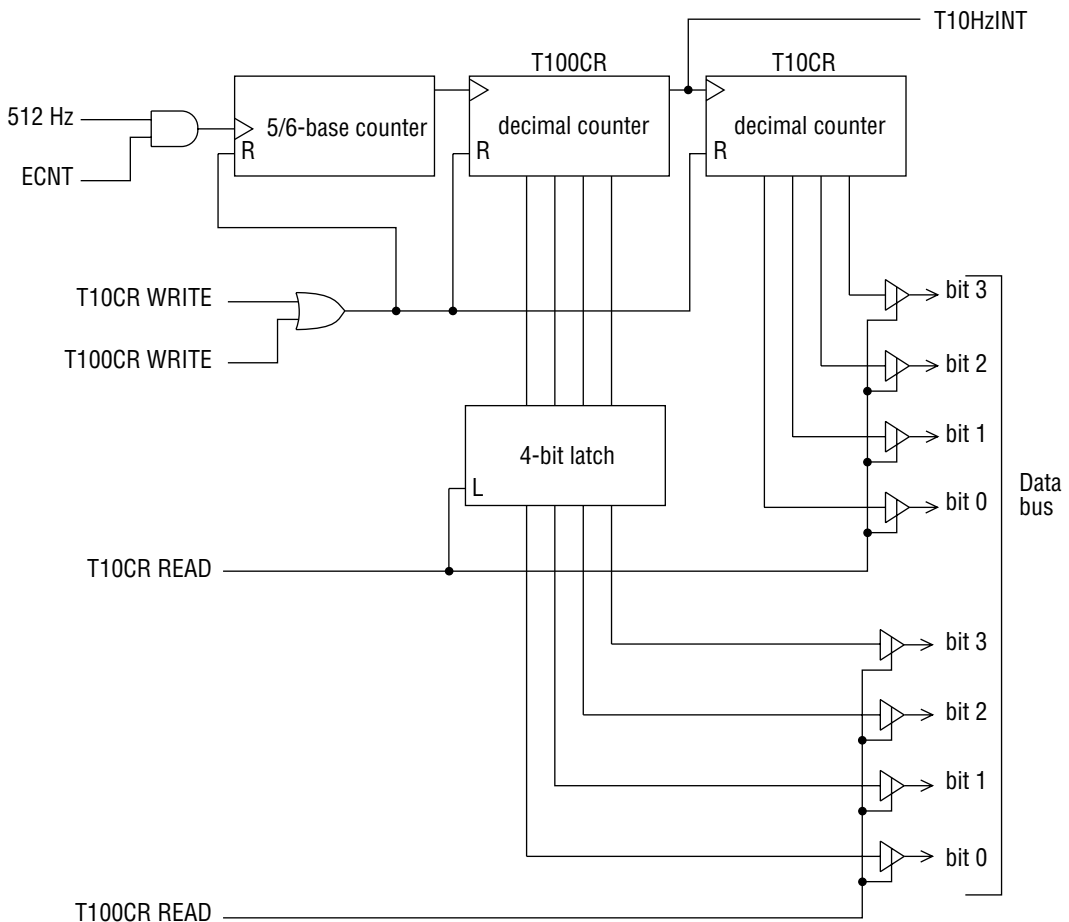 T10HzINT
T100CR
T10CR
512 Hz
ECNT
5/6-base counter
R
decimal counter
R
decimal counter
R
T10CR WRITE
T100CR WRITE
bit 3
bit 2
bit 1
bit 0
4-bit latch
L
Data
bus
T10CR READ
bit 3
bit 2
bit 1
bit 0
T100CR READ